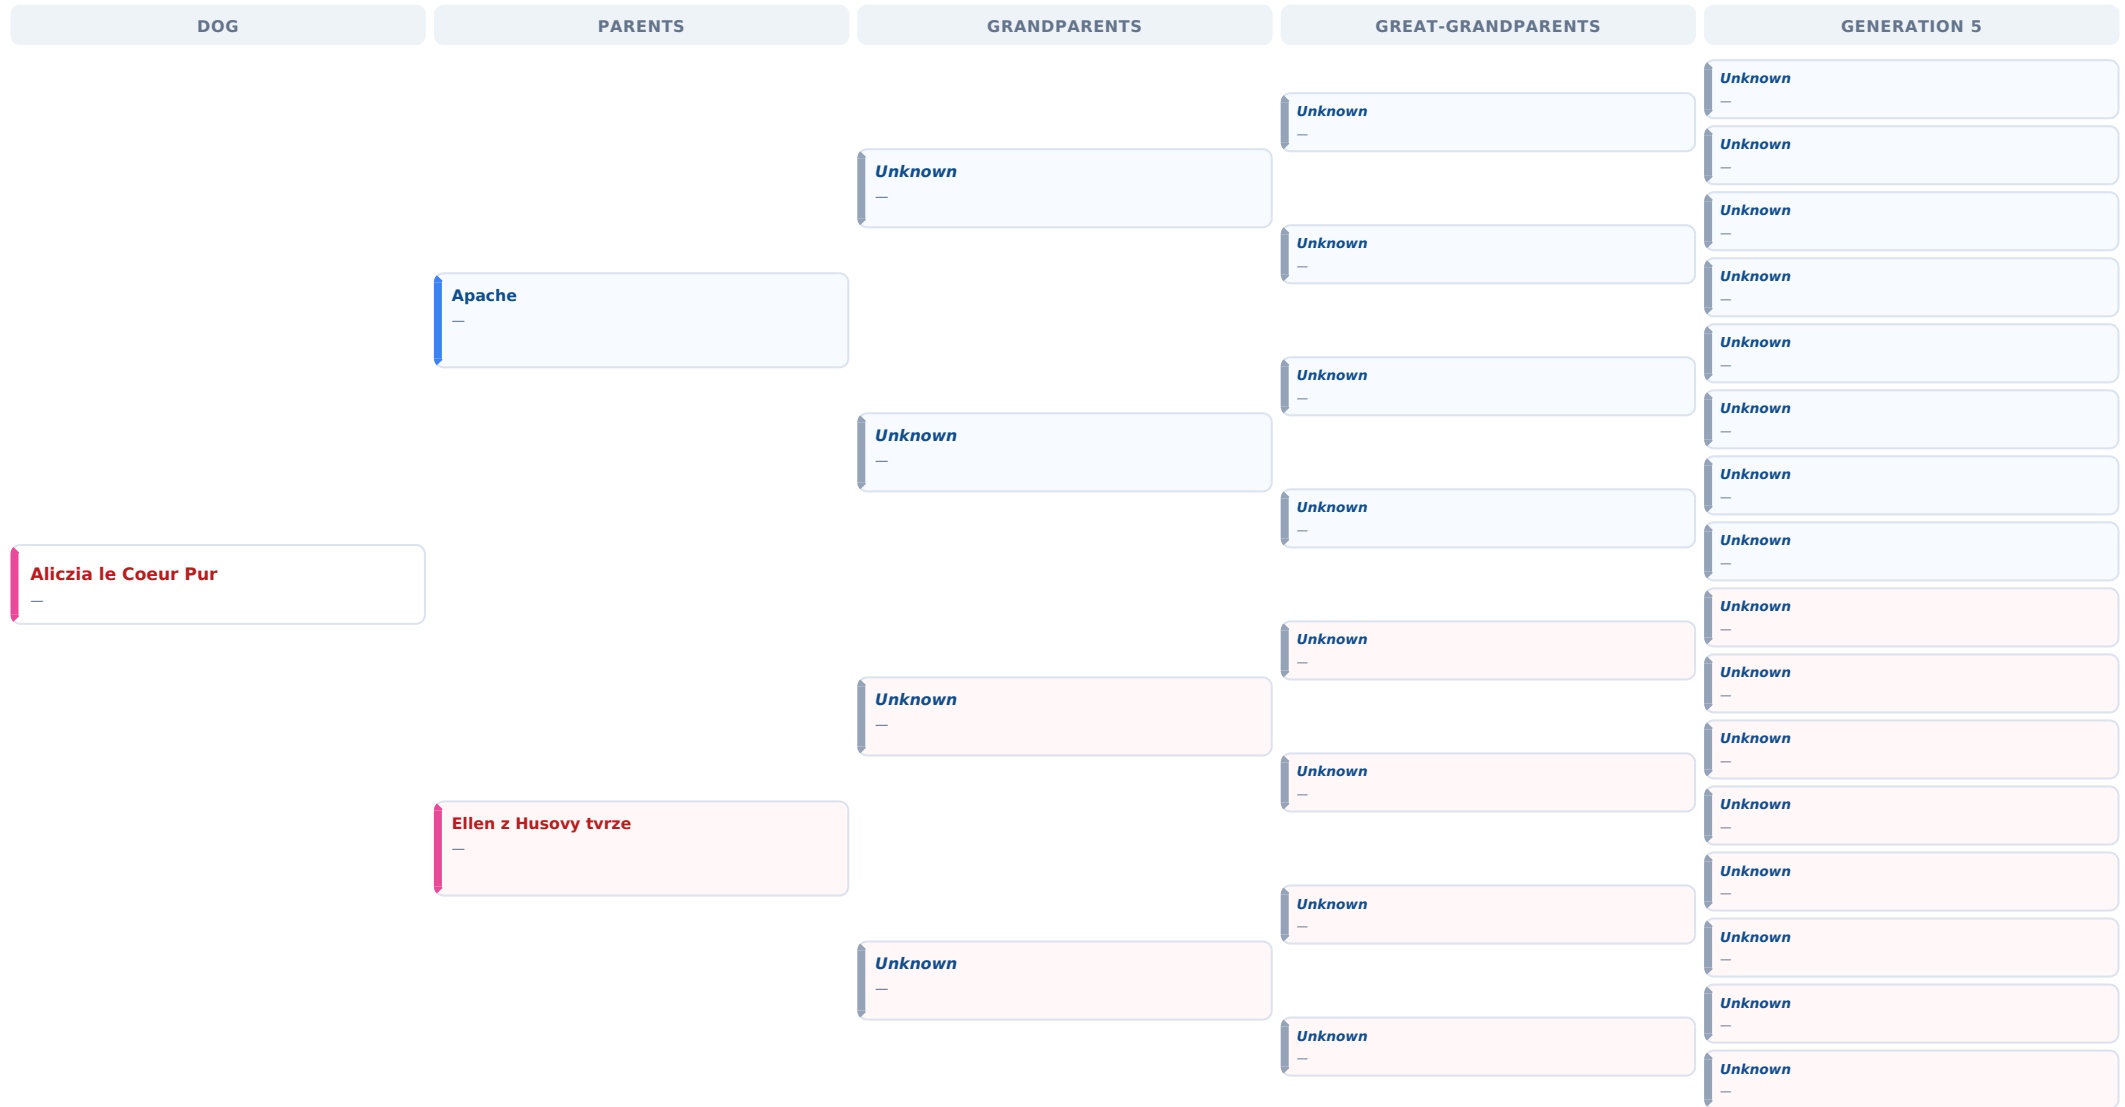 DOG
PARENTS
GRANDPARENTS
GREAT-GRANDPARENTS
GENERATION 5
Aliczia le Coeur Pur
—
Apache
—
Ellen z Husovy tvrze
—
Unknown
—
Unknown
—
Unknown
—
Unknown
—
Unknown
—
Unknown
—
Unknown
—
Unknown
—
Unknown
—
Unknown
—
Unknown
—
Unknown
—
Unknown
—
Unknown
—
Unknown
—
Unknown
—
Unknown
—
Unknown
—
Unknown
—
Unknown
—
Unknown
—
Unknown
—
Unknown
—
Unknown
—
Unknown
—
Unknown
—
Unknown
—
Unknown
—